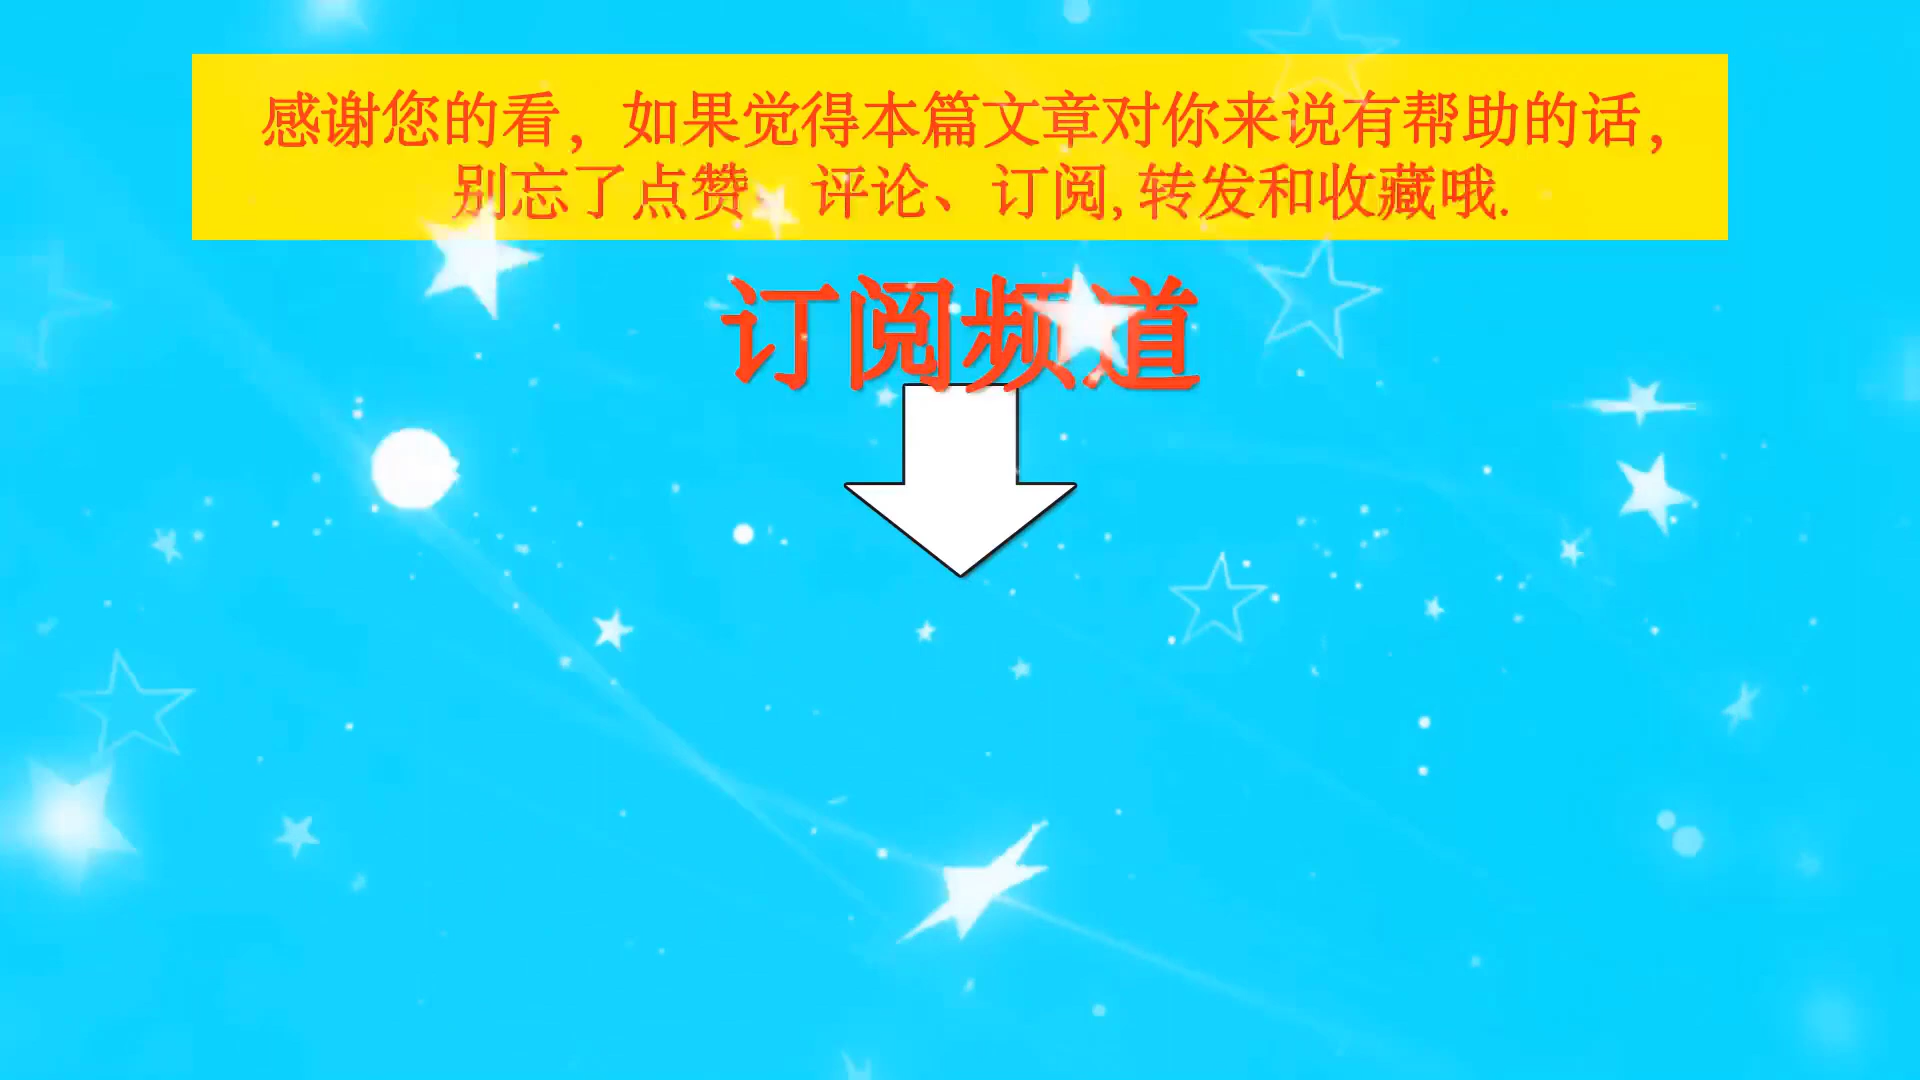 感谢您的看，如果觉得本篇文章对你来说有帮助的话，
别忘了点赞、评论、订阅,转发和收藏哦.
订阅频道